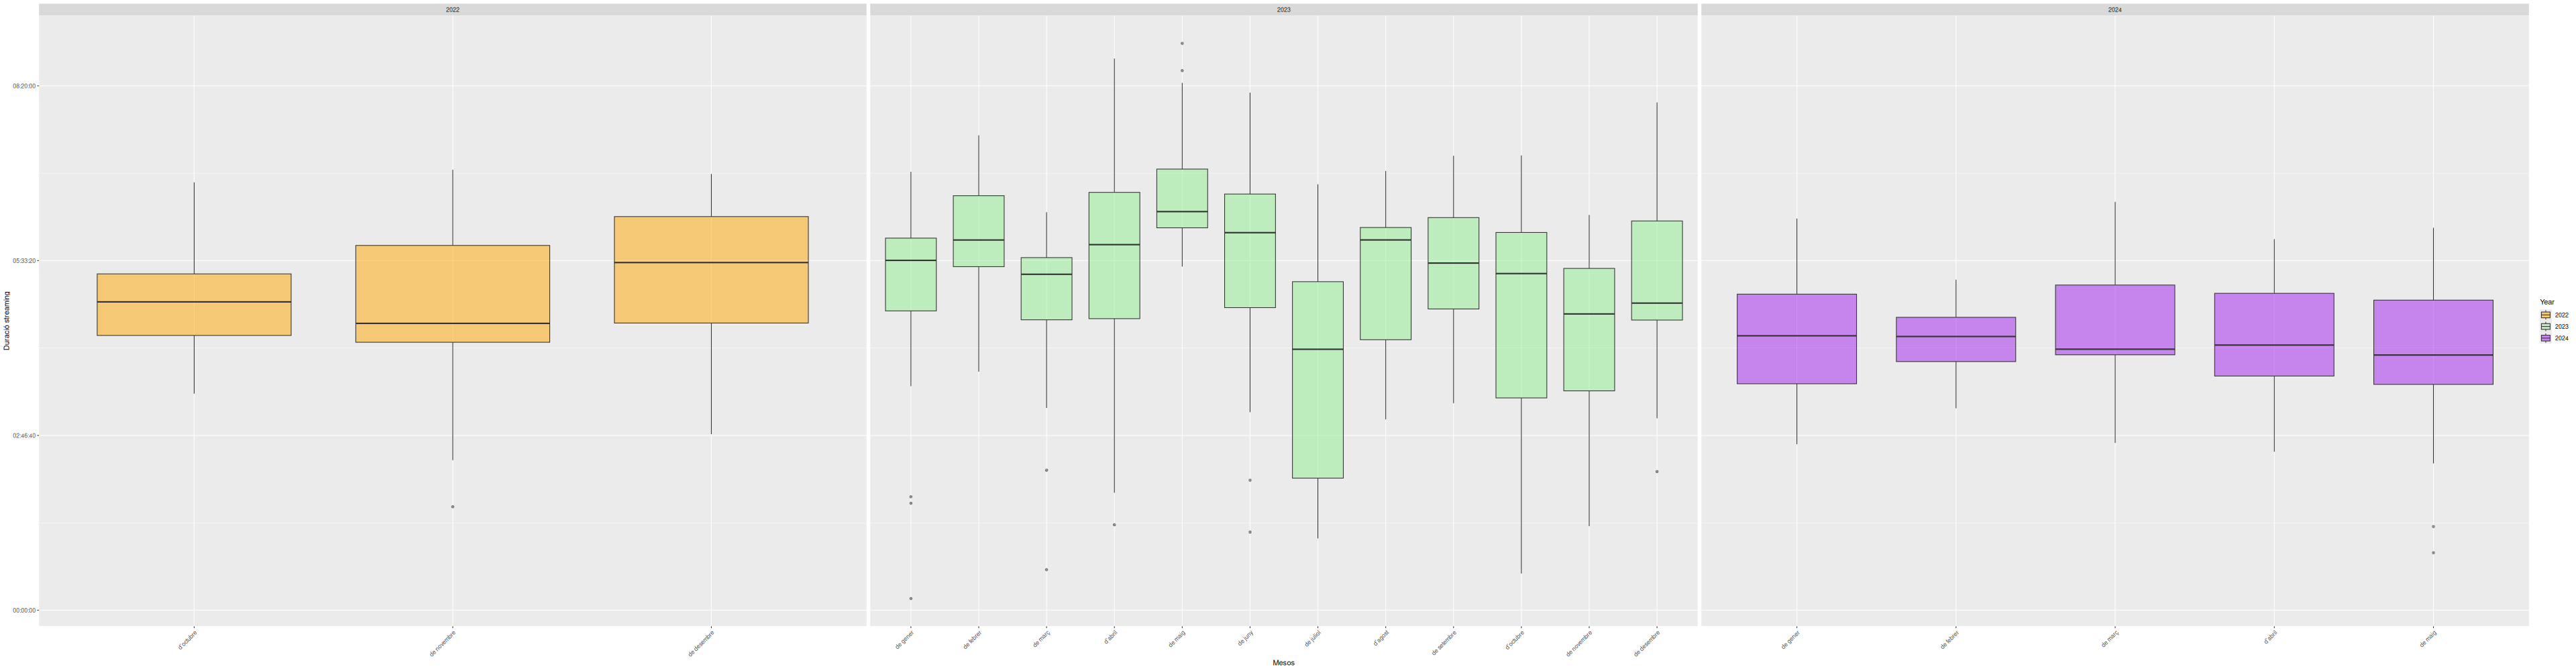 2022
2023
2024
Duració streaming
08:20:00
05:33:20
02:46:40
00:00:00
d'octubre
de novembre
de desembre
de gener
de febrer
de març
d'abril
de maig
de juny
de juliol
d'agost
de setembre
d'octubre
de novembre
de desembre
de gener
de febrer
de març
d'abril
de maig
Mesos
Year
2022
2023
2024